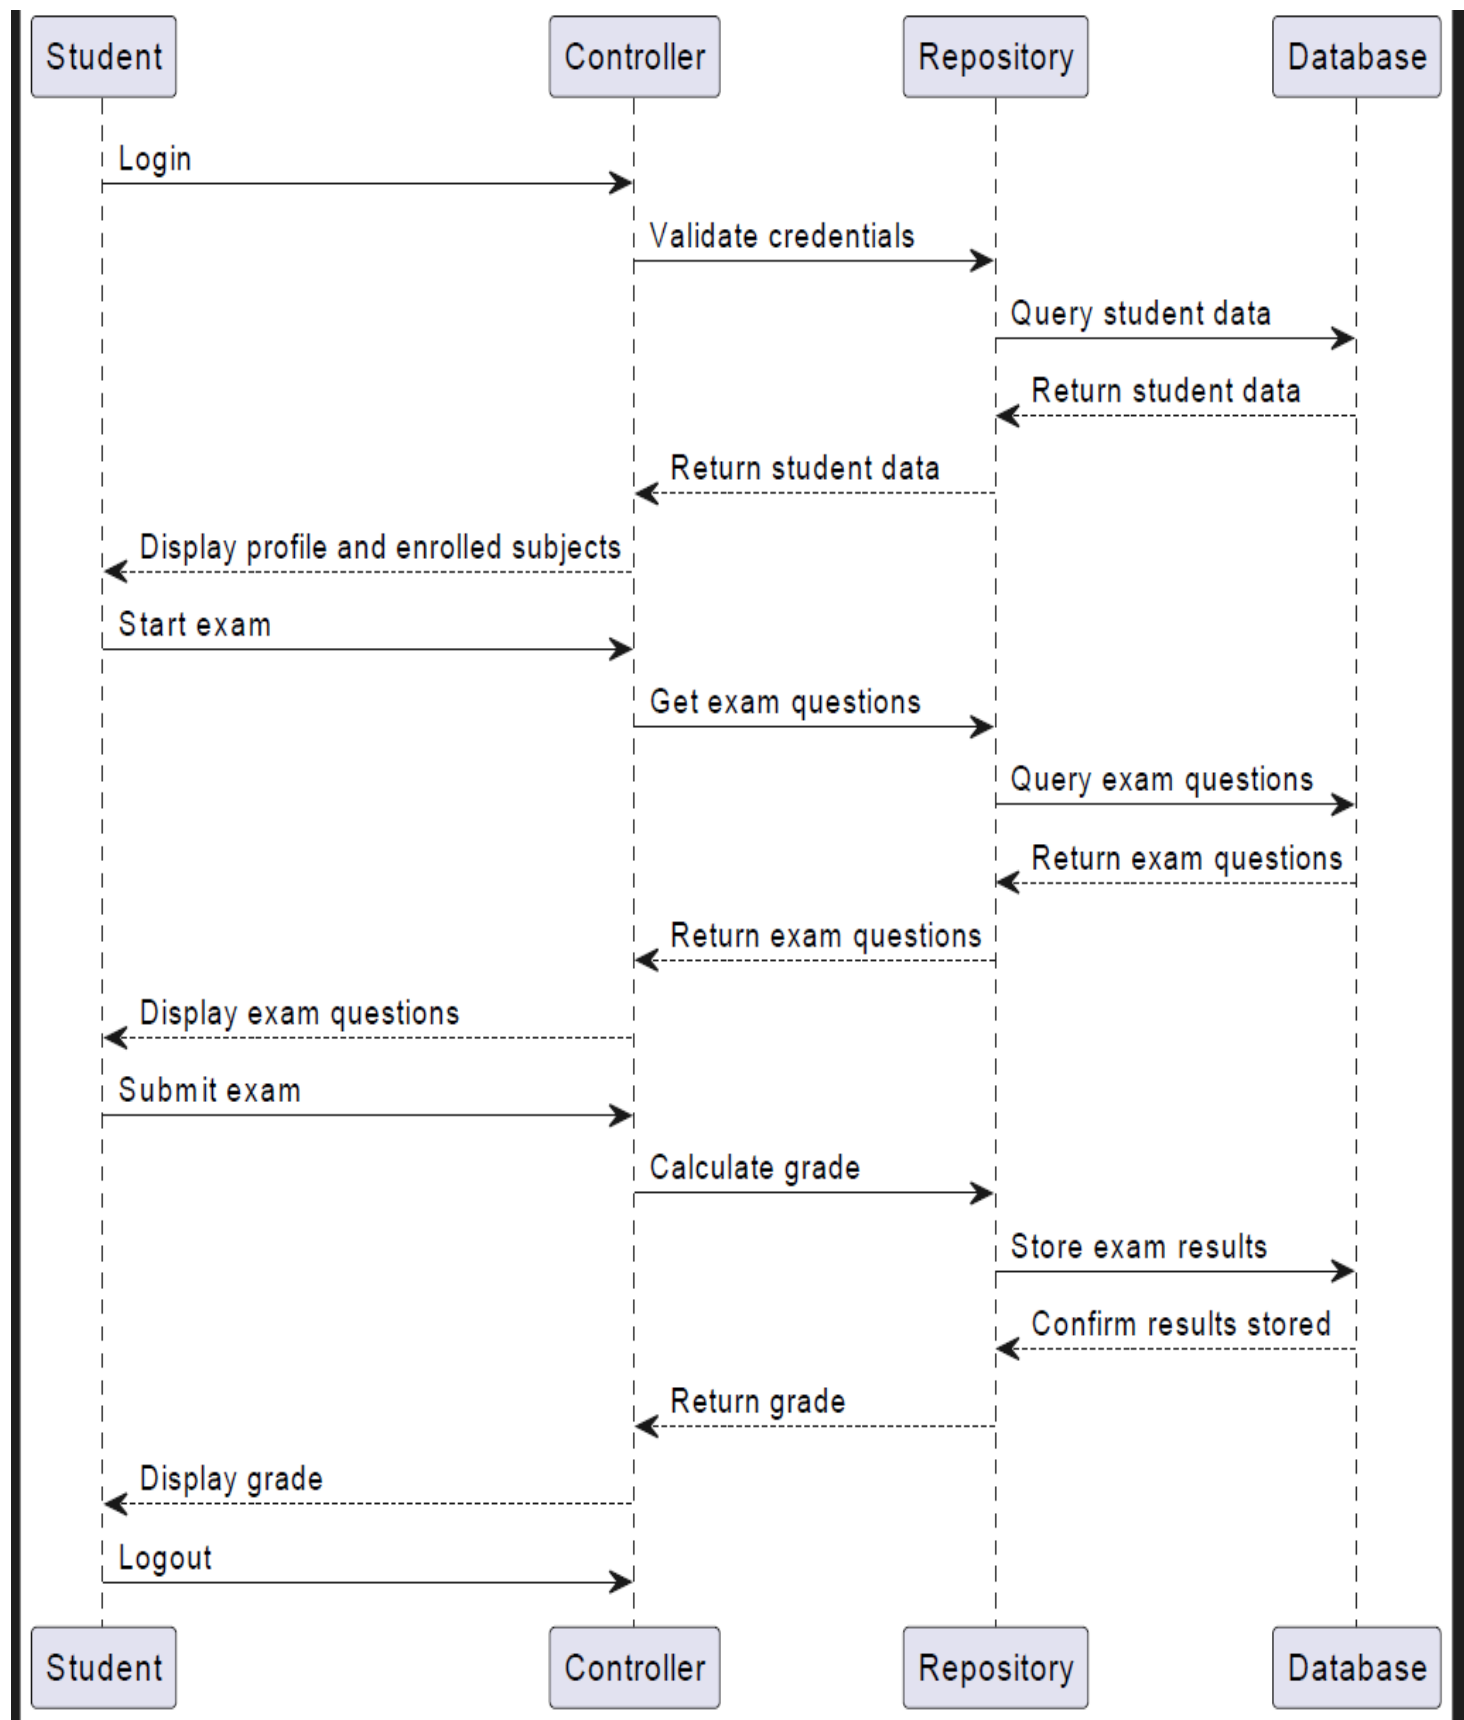 Student
Controller
Repository
Database
Login
Validate credentials
Query student data
Return student data
Return student data
Display profile and enrolled subjects
Start exam
Get exam questions
Query exam questions
Return exam questions
Return exam questions
Display exam questions
Submit exam
Calculate grade
Store exam results
Confirm results stored
Return grade
Display grade
Logout
Student
Controller
Repository
Database